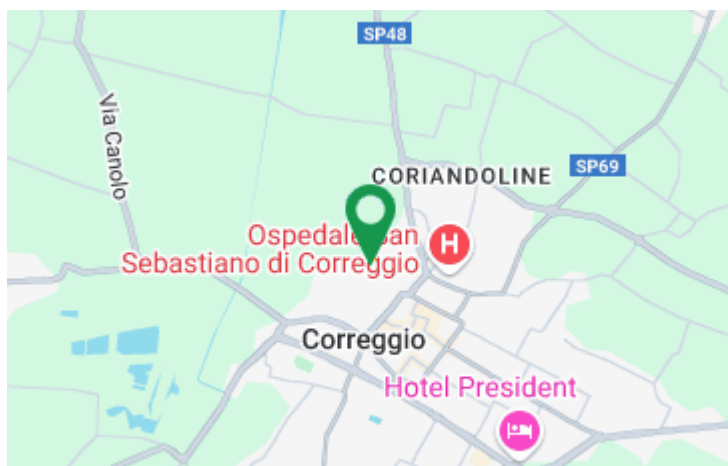 SP48
Via Canolo
SP69
CORIANDOLINE
Ospedale San
Sebastiano di Correggio
H
Correggio
Hotel President